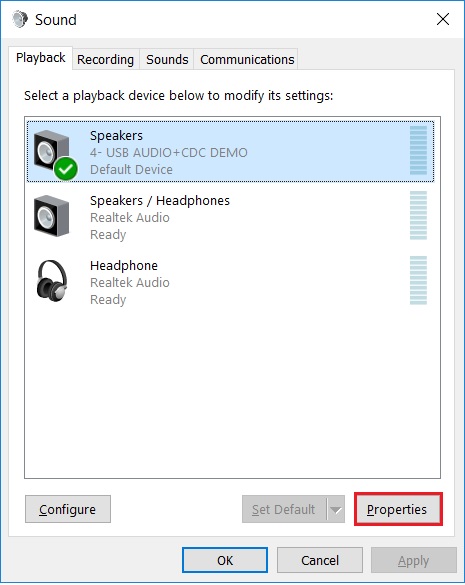 Sound
Playback Recording Sounds Communications
Select a playback device below to modify its settings:
Speakers
4- USB AUDIO+CDC DEMO
Default Device
Speakers / Headphones
Realtek Audio
Ready
Headphone
Realtek Audio
Ready
Configure Set Default Properties
OK Cancel Apply